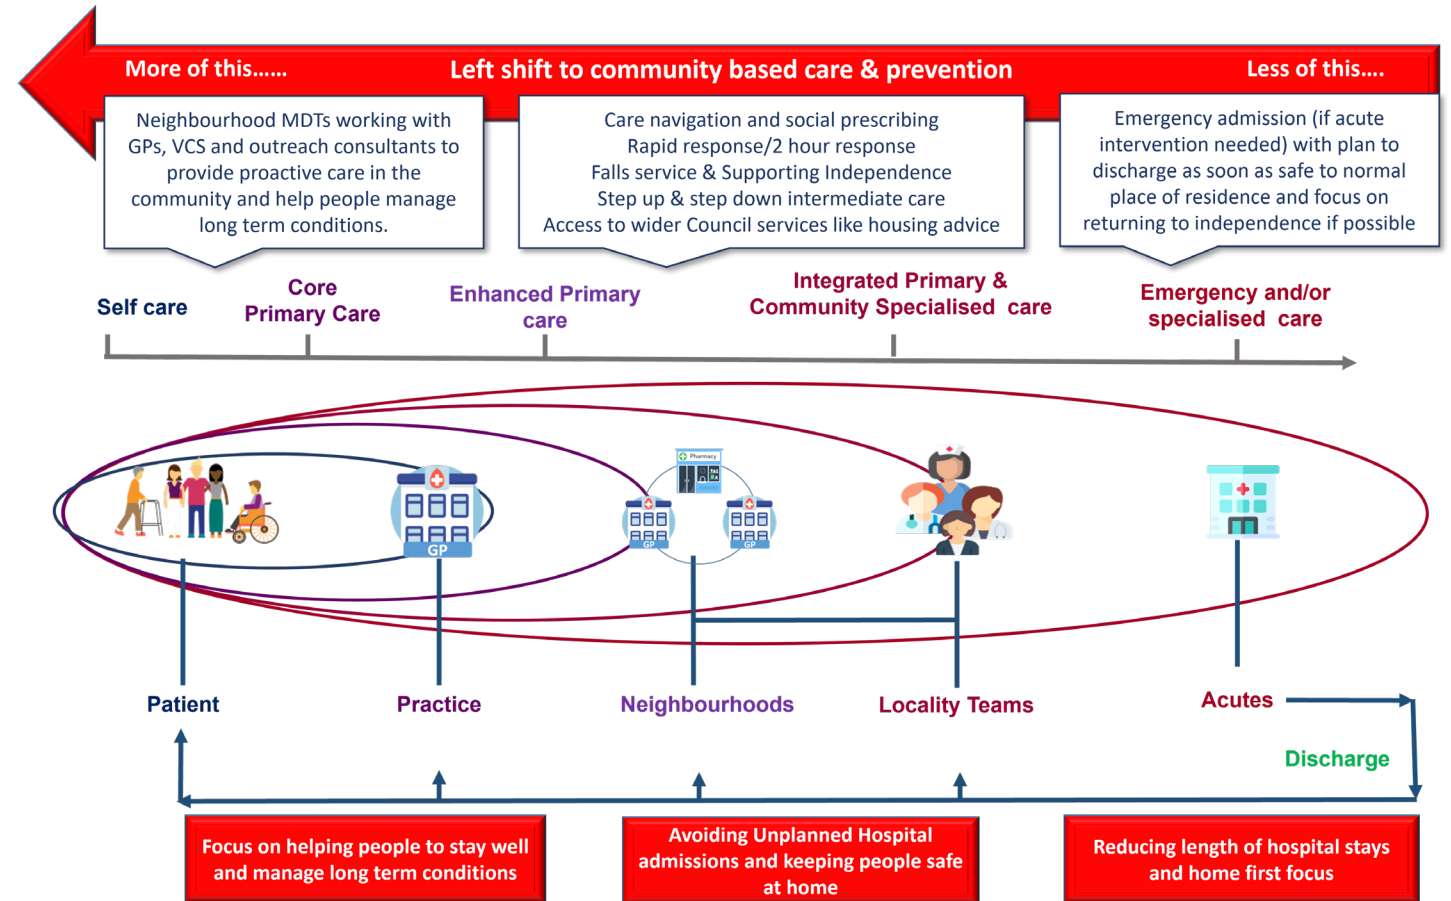 More of this……
Left shift to community based care & prevention
Less of this….
Neighbourhood MDTs working with
GPs, VCS and outreach consultants to
provide proactive care in the
community and help people manage
long term conditions.
Care navigation and social prescribing
Rapid response/2 hour response
Falls service & Supporting Independence
Step up & step down intermediate care
Access to wider Council services like housing advice
Emergency admission (if acute
intervention needed) with plan to
discharge as soon as safe to normal
place of residence and focus on
returning to independence if possible
Self care
Core
Primary Care
Enhanced Primary
care
Integrated Primary &
Community Specialised care
Emergency and/or
specialised care
Pharmacy
GP
GP
GP
Patient
Practice
Neighbourhoods
Locality Teams
Acutes
Discharge
Focus on helping people to stay well
and manage long term conditions
Avoiding Unplanned Hospital
admissions and keeping people safe
at home
Reducing length of hospital stays
and home first focus